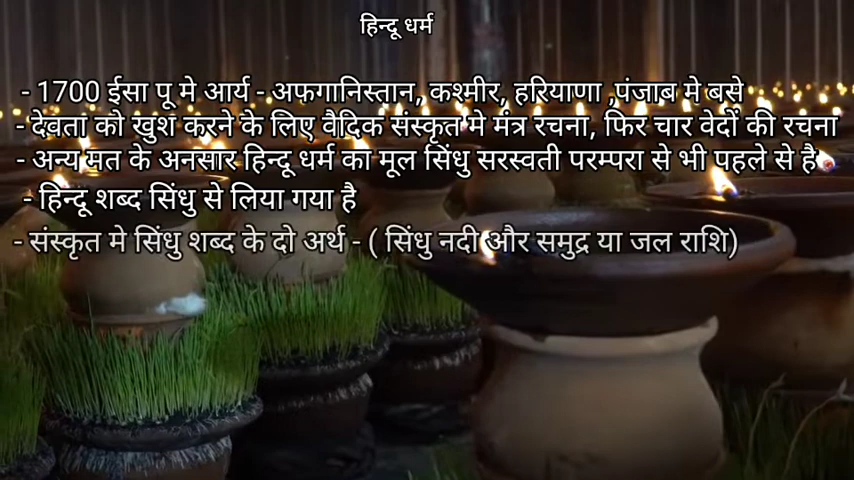 हिन्दू धर्म
- 1700 ईसा पू मे आर्य - अफगानिस्तान, कश्मीर, हरियाणा ,पंजाब मे बसे
- देवता को खुश करने के लिए वैदिक संस्कृत मे मंत्र रचना, फिर चार वेदों की रचना
- अन्य मत के अनसार हिन्दू धर्म का मूल सिंधु सरस्वती परम्परा से भी पहले से है
- हिन्दू शब्द सिंधु से लिया गया है
- संस्कृत मे सिंधु शब्द के दो अर्थ - ( सिंधु नदी और समुद्र या जल राशि)